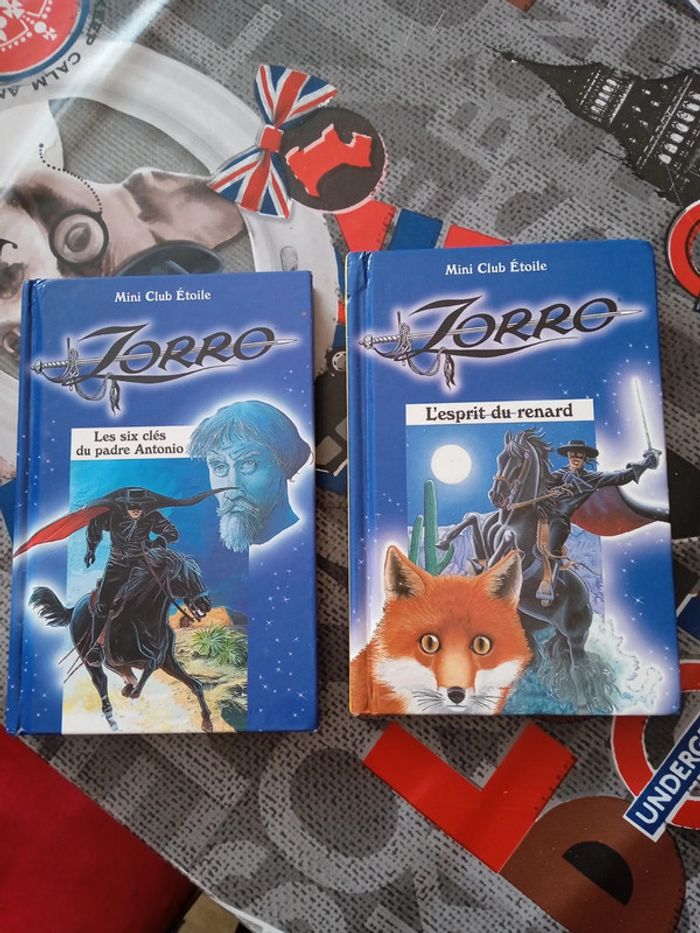 KEEP CALM AN
Mini Club Étoile
ZORRO
Les six clés
du padre Antonio
Mini Club Étoile
ZORRO
L'esprit du renard
UNDERG